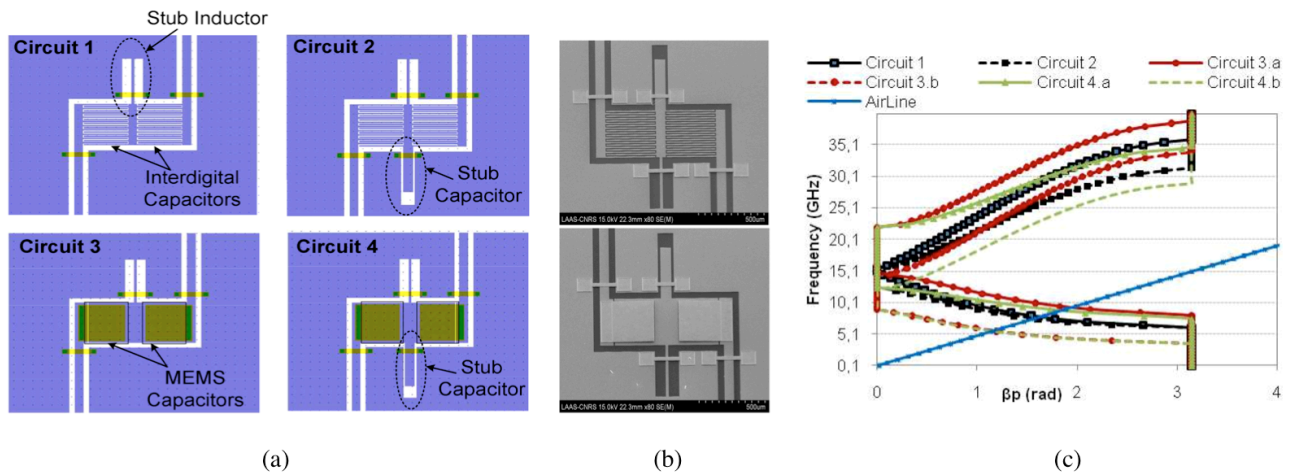 Stub Inductor
Circuit 1
Circuit 2
Interdigital
Capacitors
Stub
Capacitor
Circuit 3
Circuit 4
MEMS
Capacitors
Stub
Capacitor
(a)
LAAS-CNRS 15.0kV 22.3mm x80 SE(M)
500um
LAAS-CNRS 15.0kV 22.3mm x80 SE(M)
500um
(b)
Circuit 1
Circuit 2
Circuit 3.a
Circuit 3.b
Circuit 4.a
Circuit 4.b
AirLine
Frequency (GHz)
35,1
30,1
25,1
20,1
15,1
10,1
5,1
0,1
0 1 2 3 4
βp (rad)
(c)